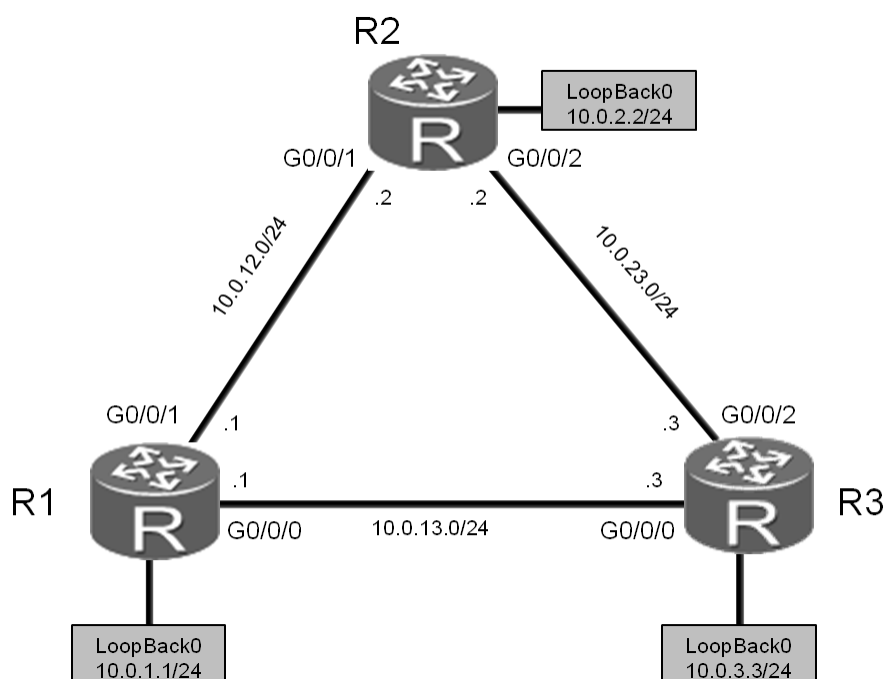 R2
LoopBack0
10.0.2.2/24
R
G0/0/1
G0/0/2
.2
.2
10.0.12.0/24
10.0.23.0/24
G0/0/1
.1
.3
G0/0/2
R1
R
.1
.3
R
R3
G0/0/0
10.0.13.0/24
G0/0/0
LoopBack0
10.0.1.1/24
LoopBack0
10.0.3.3/24